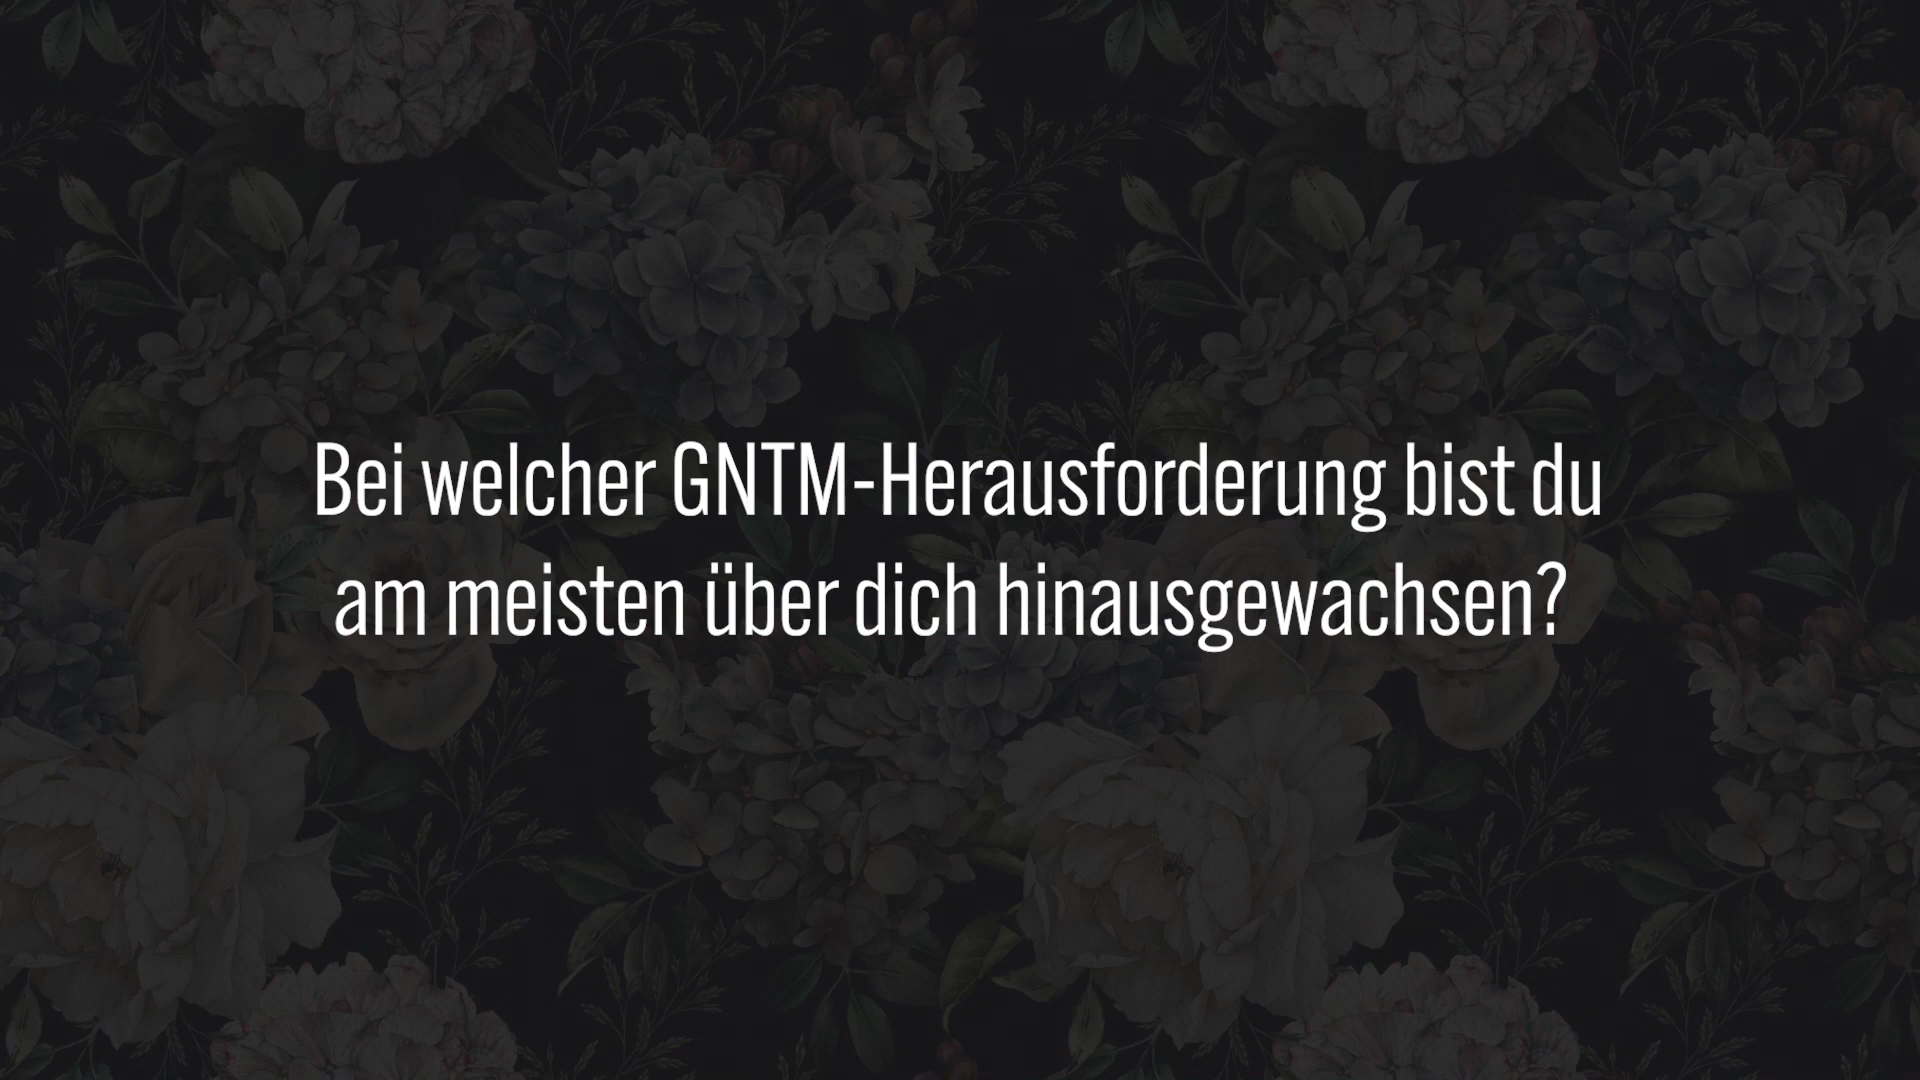 Bei welcher GNTM-Herausforderung bist du
am meisten über dich hinausgewachsen?